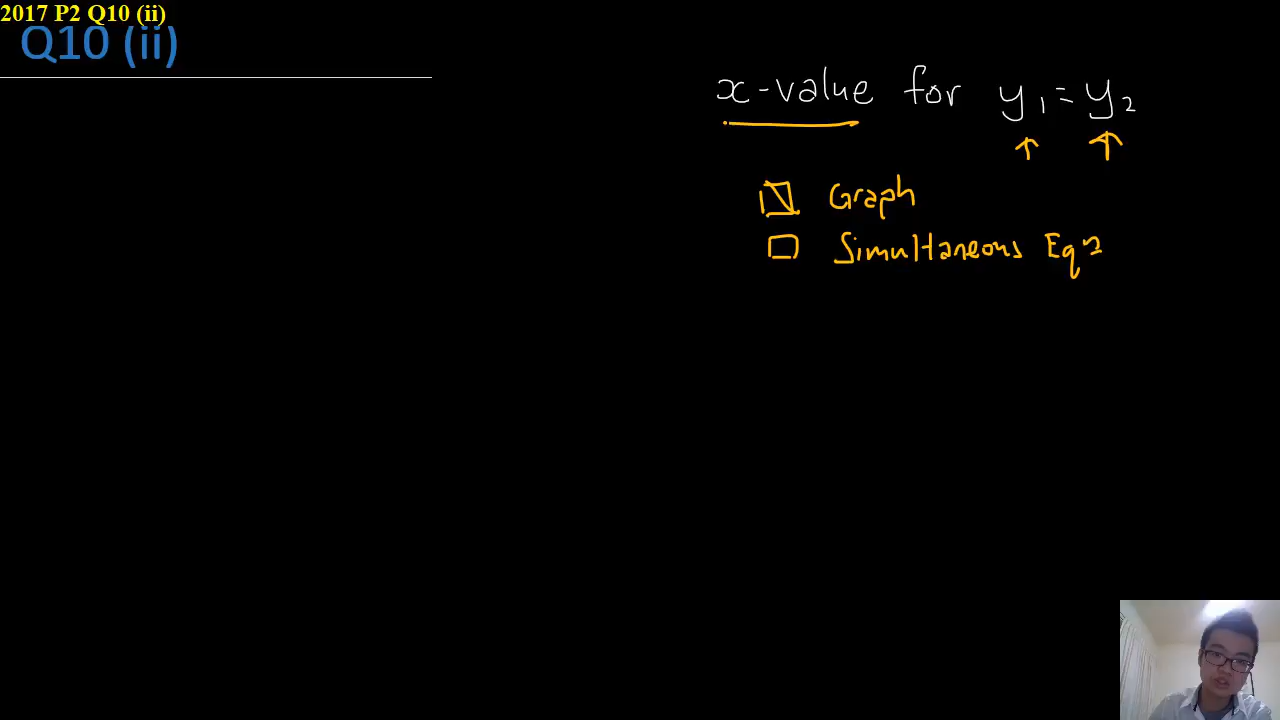 2017 P2 Q10 (ii)
Q10 (ii)
x-value for y₁ = y₂
Graph
Simultaneous Eqn